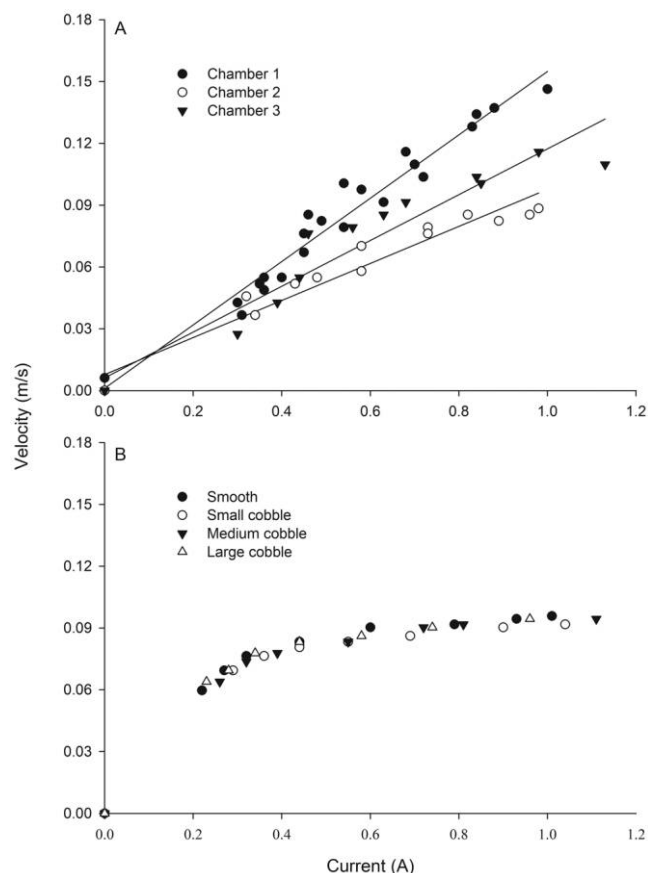 A
Chamber 1
Chamber 2
Chamber 3
0.18
0.15
0.12
0.09
0.06
0.03
0.00
0.0 0.2 0.4 0.6 0.8 1.0 1.2
Velocity (m/s)
B
Smooth
Small cobble
Medium cobble
Large cobble
0.18
0.15
0.12
0.09
0.06
0.03
0.00
0.0 0.2 0.4 0.6 0.8 1.0 1.2
Current (A)